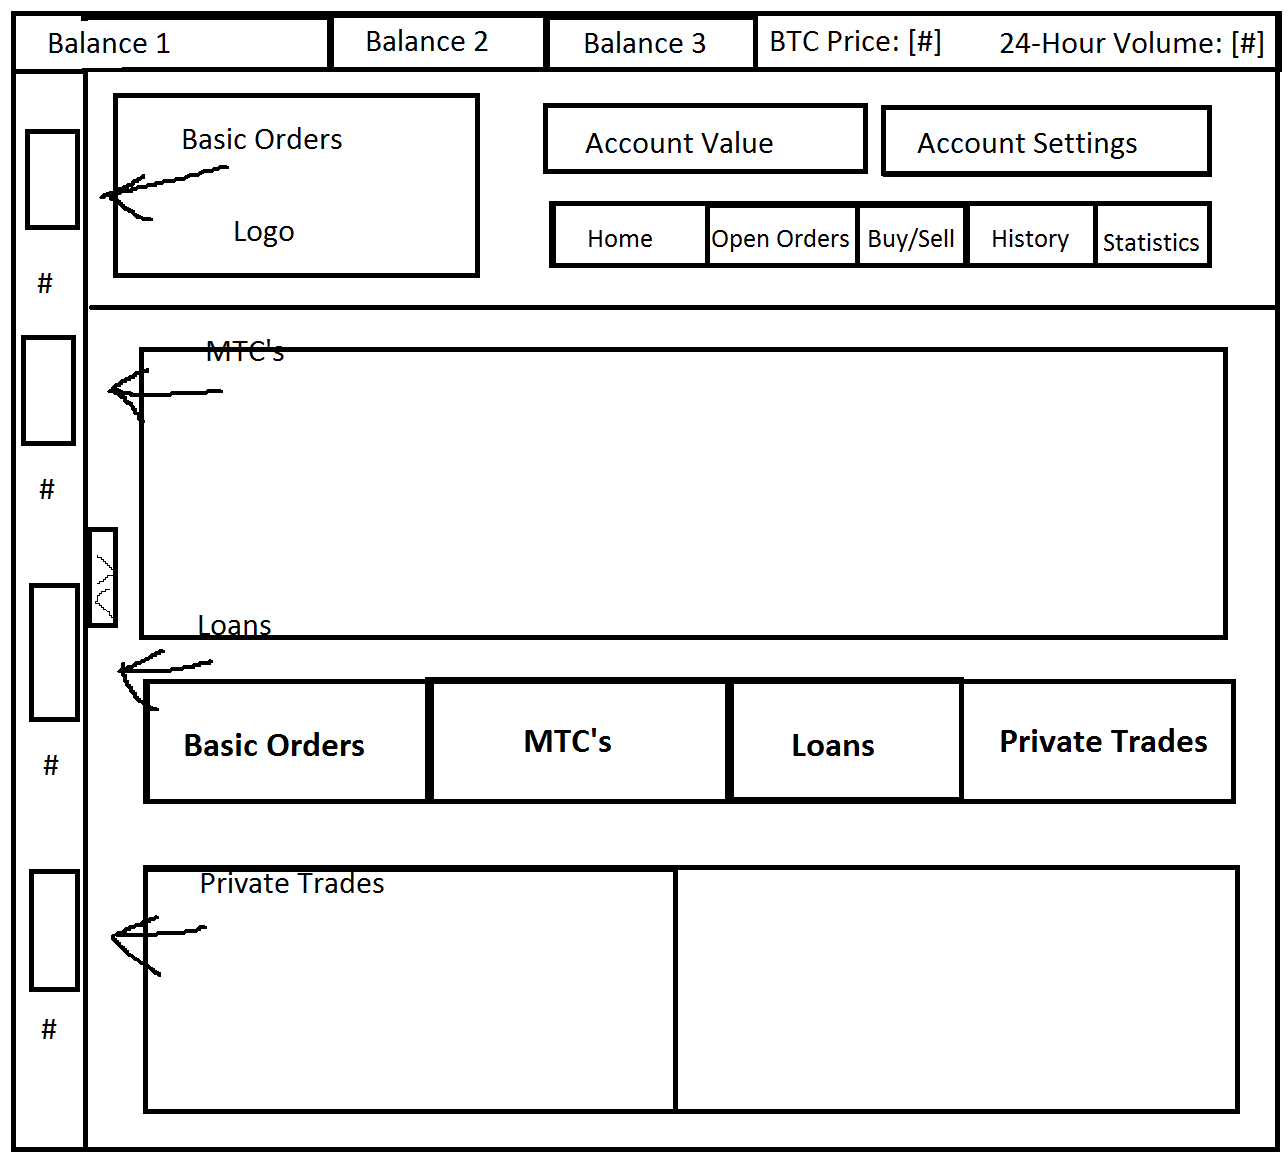 Balance 1
Balance 2
Balance 3
BTC Price: [#]
24-Hour Volume: [#]
Basic Orders
Logo
Account Value
Account Settings
Home
Open Orders
Buy/Sell
History
Statistics
#
MTC's
#
Loans
Basic Orders
MTC's
Loans
Private Trades
#
Private Trades
#